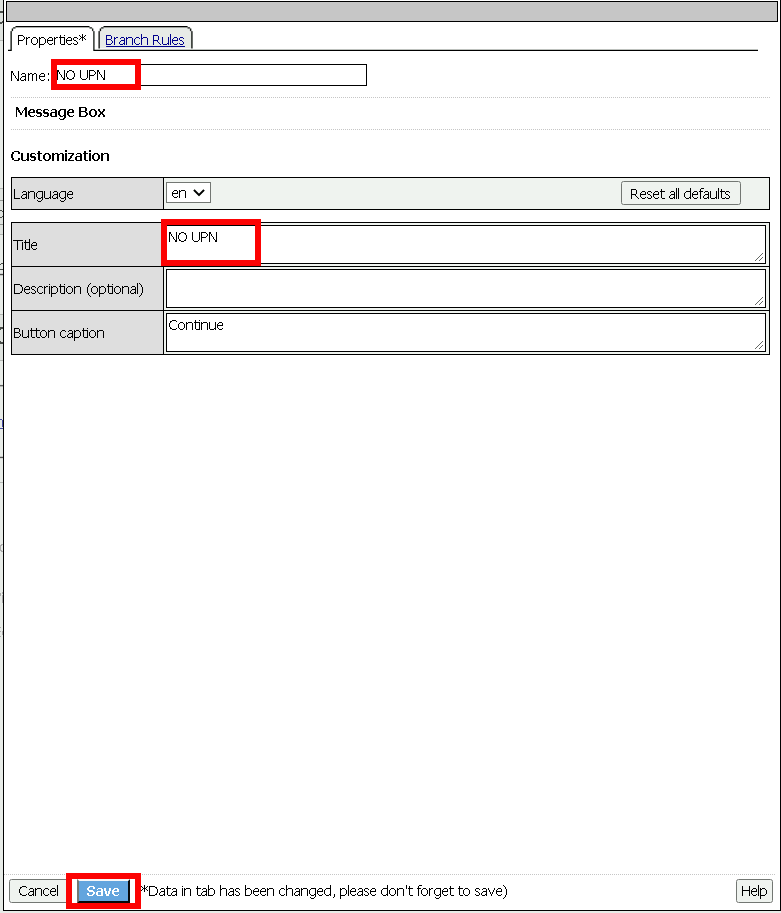 Properties* Branch Rules
Name: NO UPN
Message Box
Customization
Language en Reset all defaults
Title NO UPN
Description (optional)
Button caption Continue
Cancel Save *Data in tab has been changed, please don't forget to save) Help